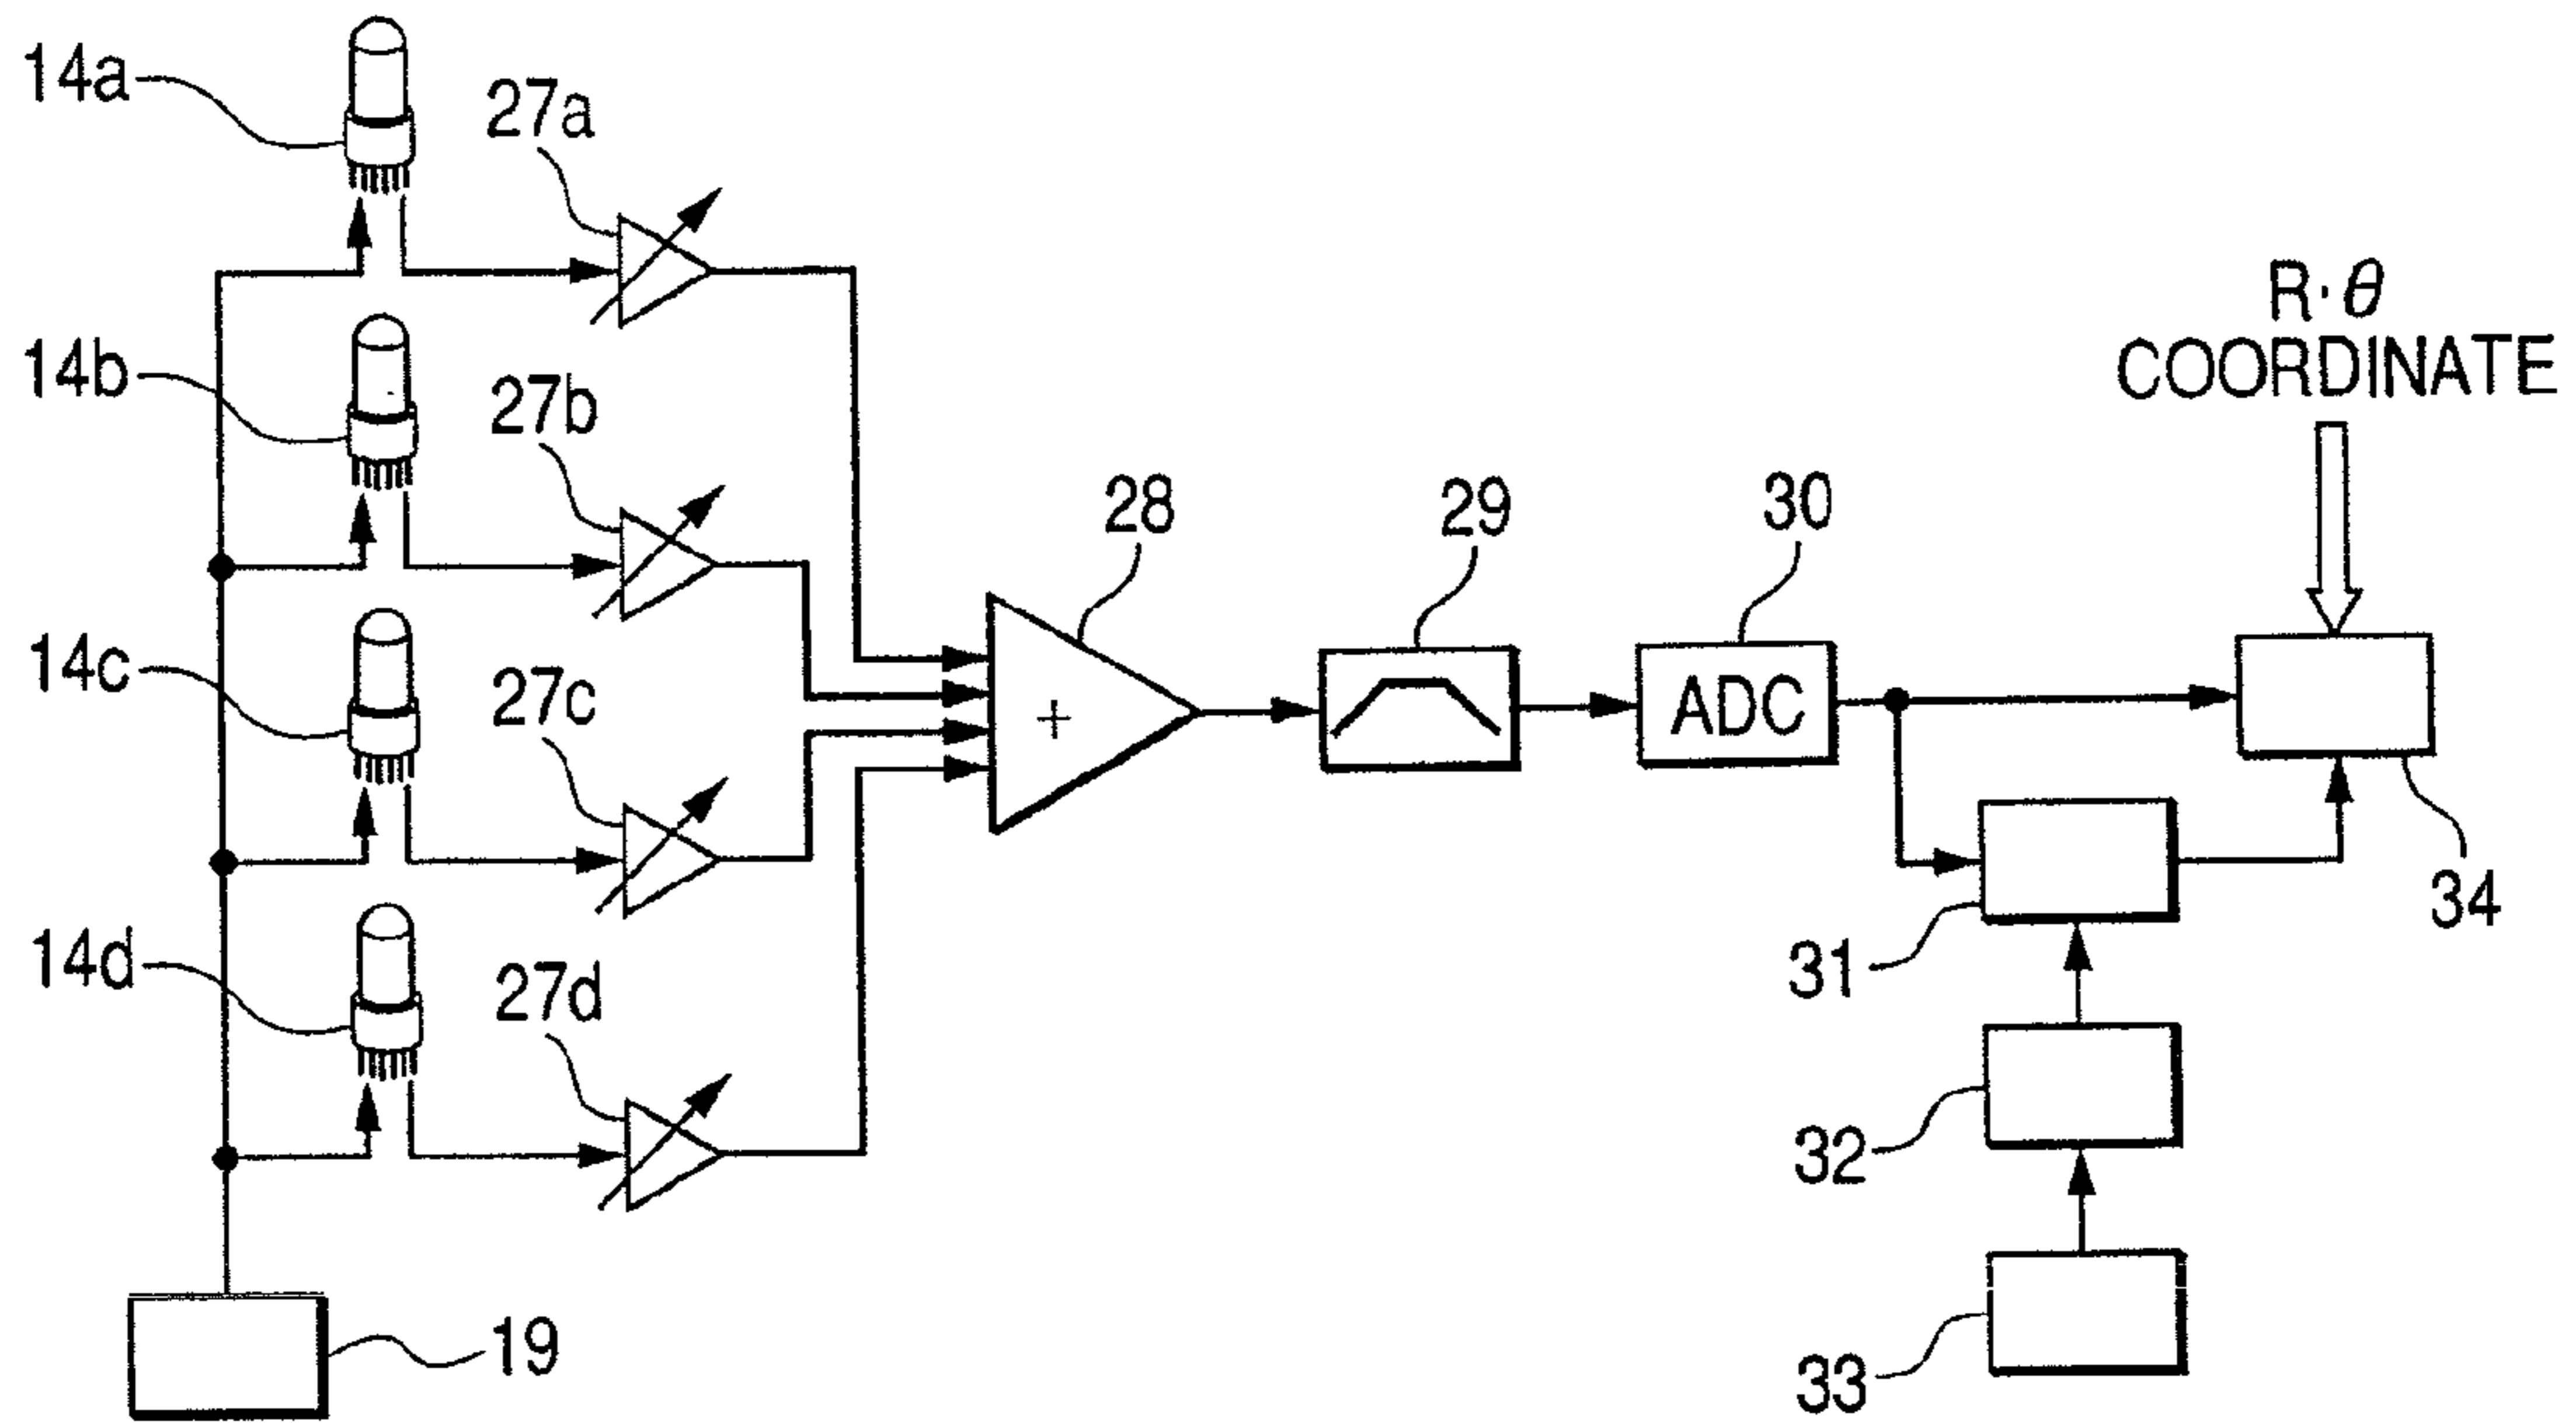 14a
27a
14b
27b
R·θ
COORDINATE
28
29
30
14c
27c
+
ADC
34
14d
27d
31
32
19
33